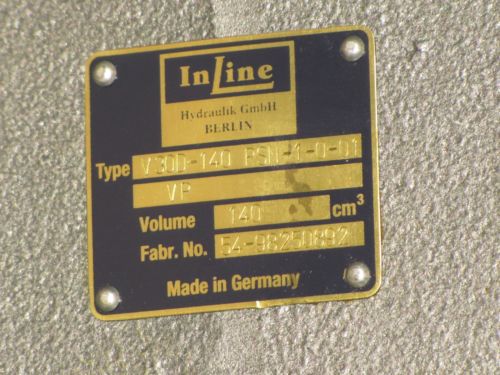 InLine
Hydraulik GmbH
BERLIN
Type V30D-140 RSN-1-0-01
VP
Volume 140 cm³
Fabr. No. 54-98250892
Made in Germany